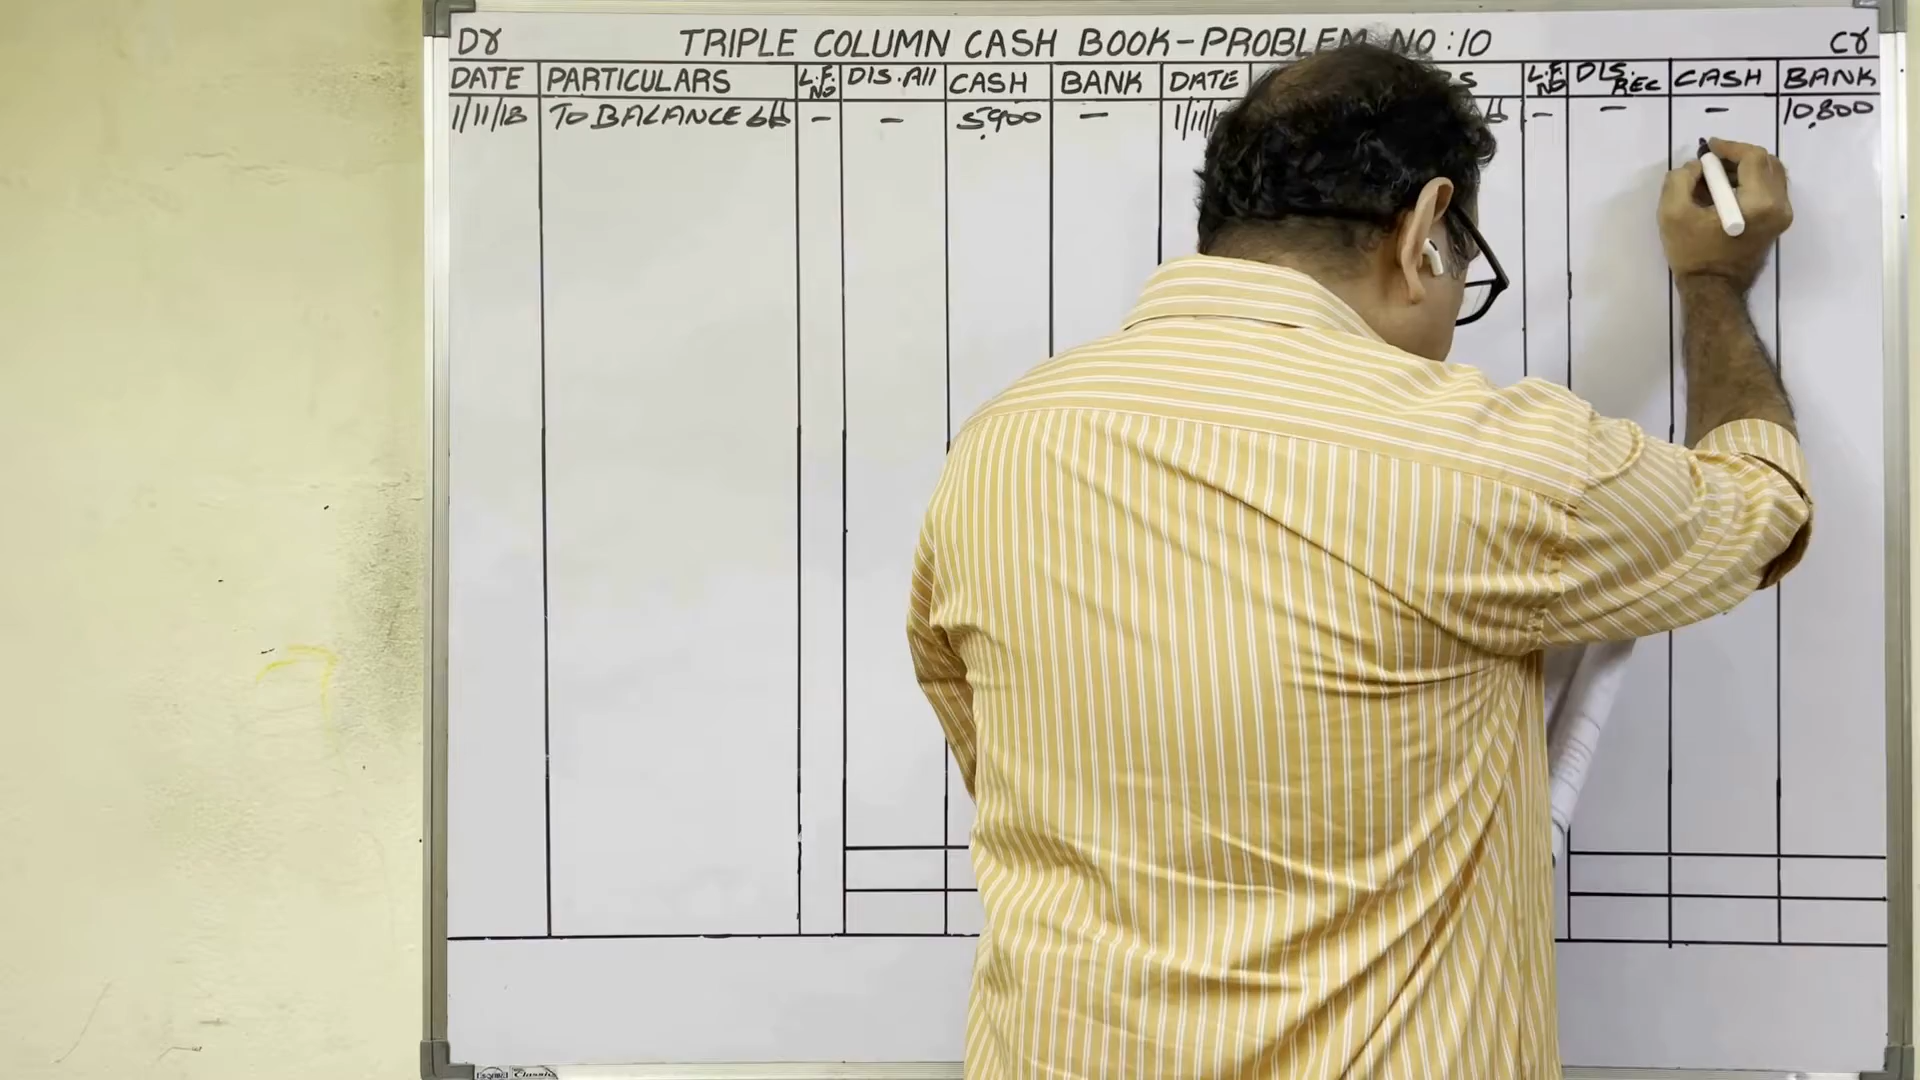 Dr TRIPLE COLUMN CASH BOOK-PROBLEM NO:10 Cr
DATE PARTICULARS L.F. NO DIS.All CASH BANK DATE L.F. NO DIS. REC CASH BANK
1/11/18 TO BALANCE b/d - - 5,900 - - - - 10,800
Classic